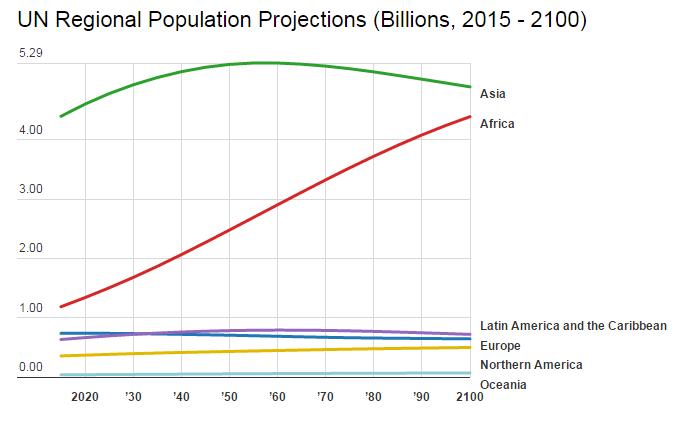 UN Regional Population Projections (Billions, 2015 - 2100)
5.29
Asia
Africa
4.00
3.00
2.00
1.00
Latin America and the Caribbean
Europe
0.00
Northern America
Oceania
2020 '30 '40 '50 '60 '70 '80 '90 2100